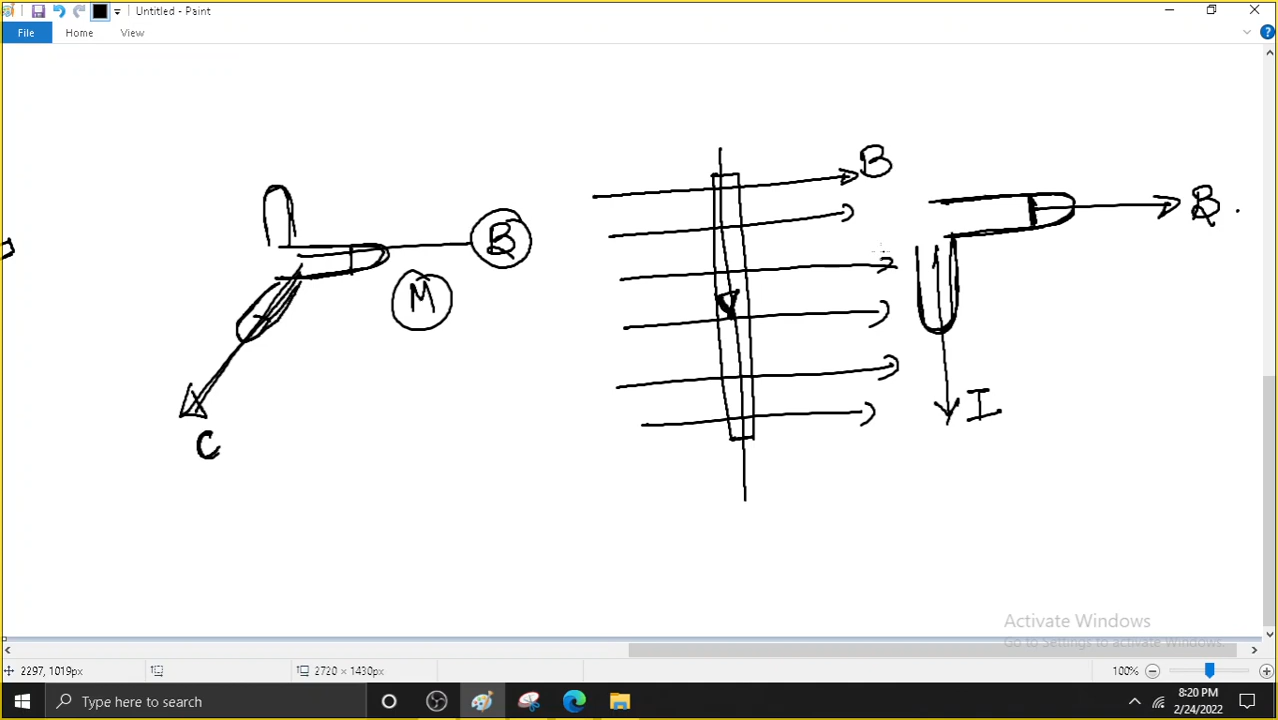 Untitled - Paint
File Home View
B
B
B.
M
I
C
Activate Windows
Go to Settings to activate Windows.
2297, 1019px
2720 × 1430px
100%
Type here to search
8:20 PM
2/24/2022